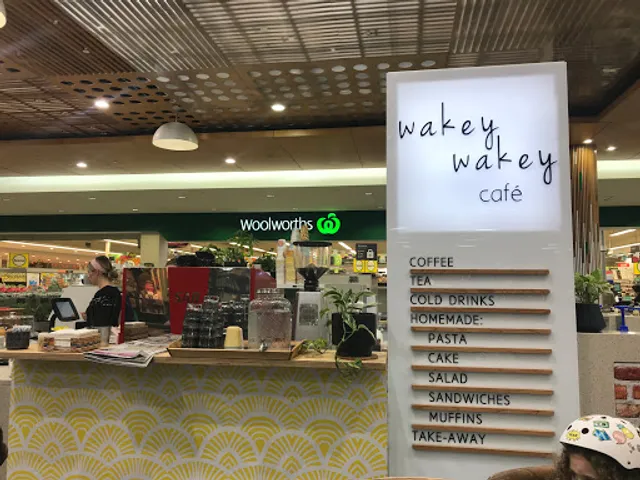 wakey
wakey
café
Woolworths
COFFEE
TEA
COLD DRINKS
HOMEMADE:
PASTA
CAKE
SALAD
SANDWICHES
MUFFINS
TAKE-AWAY